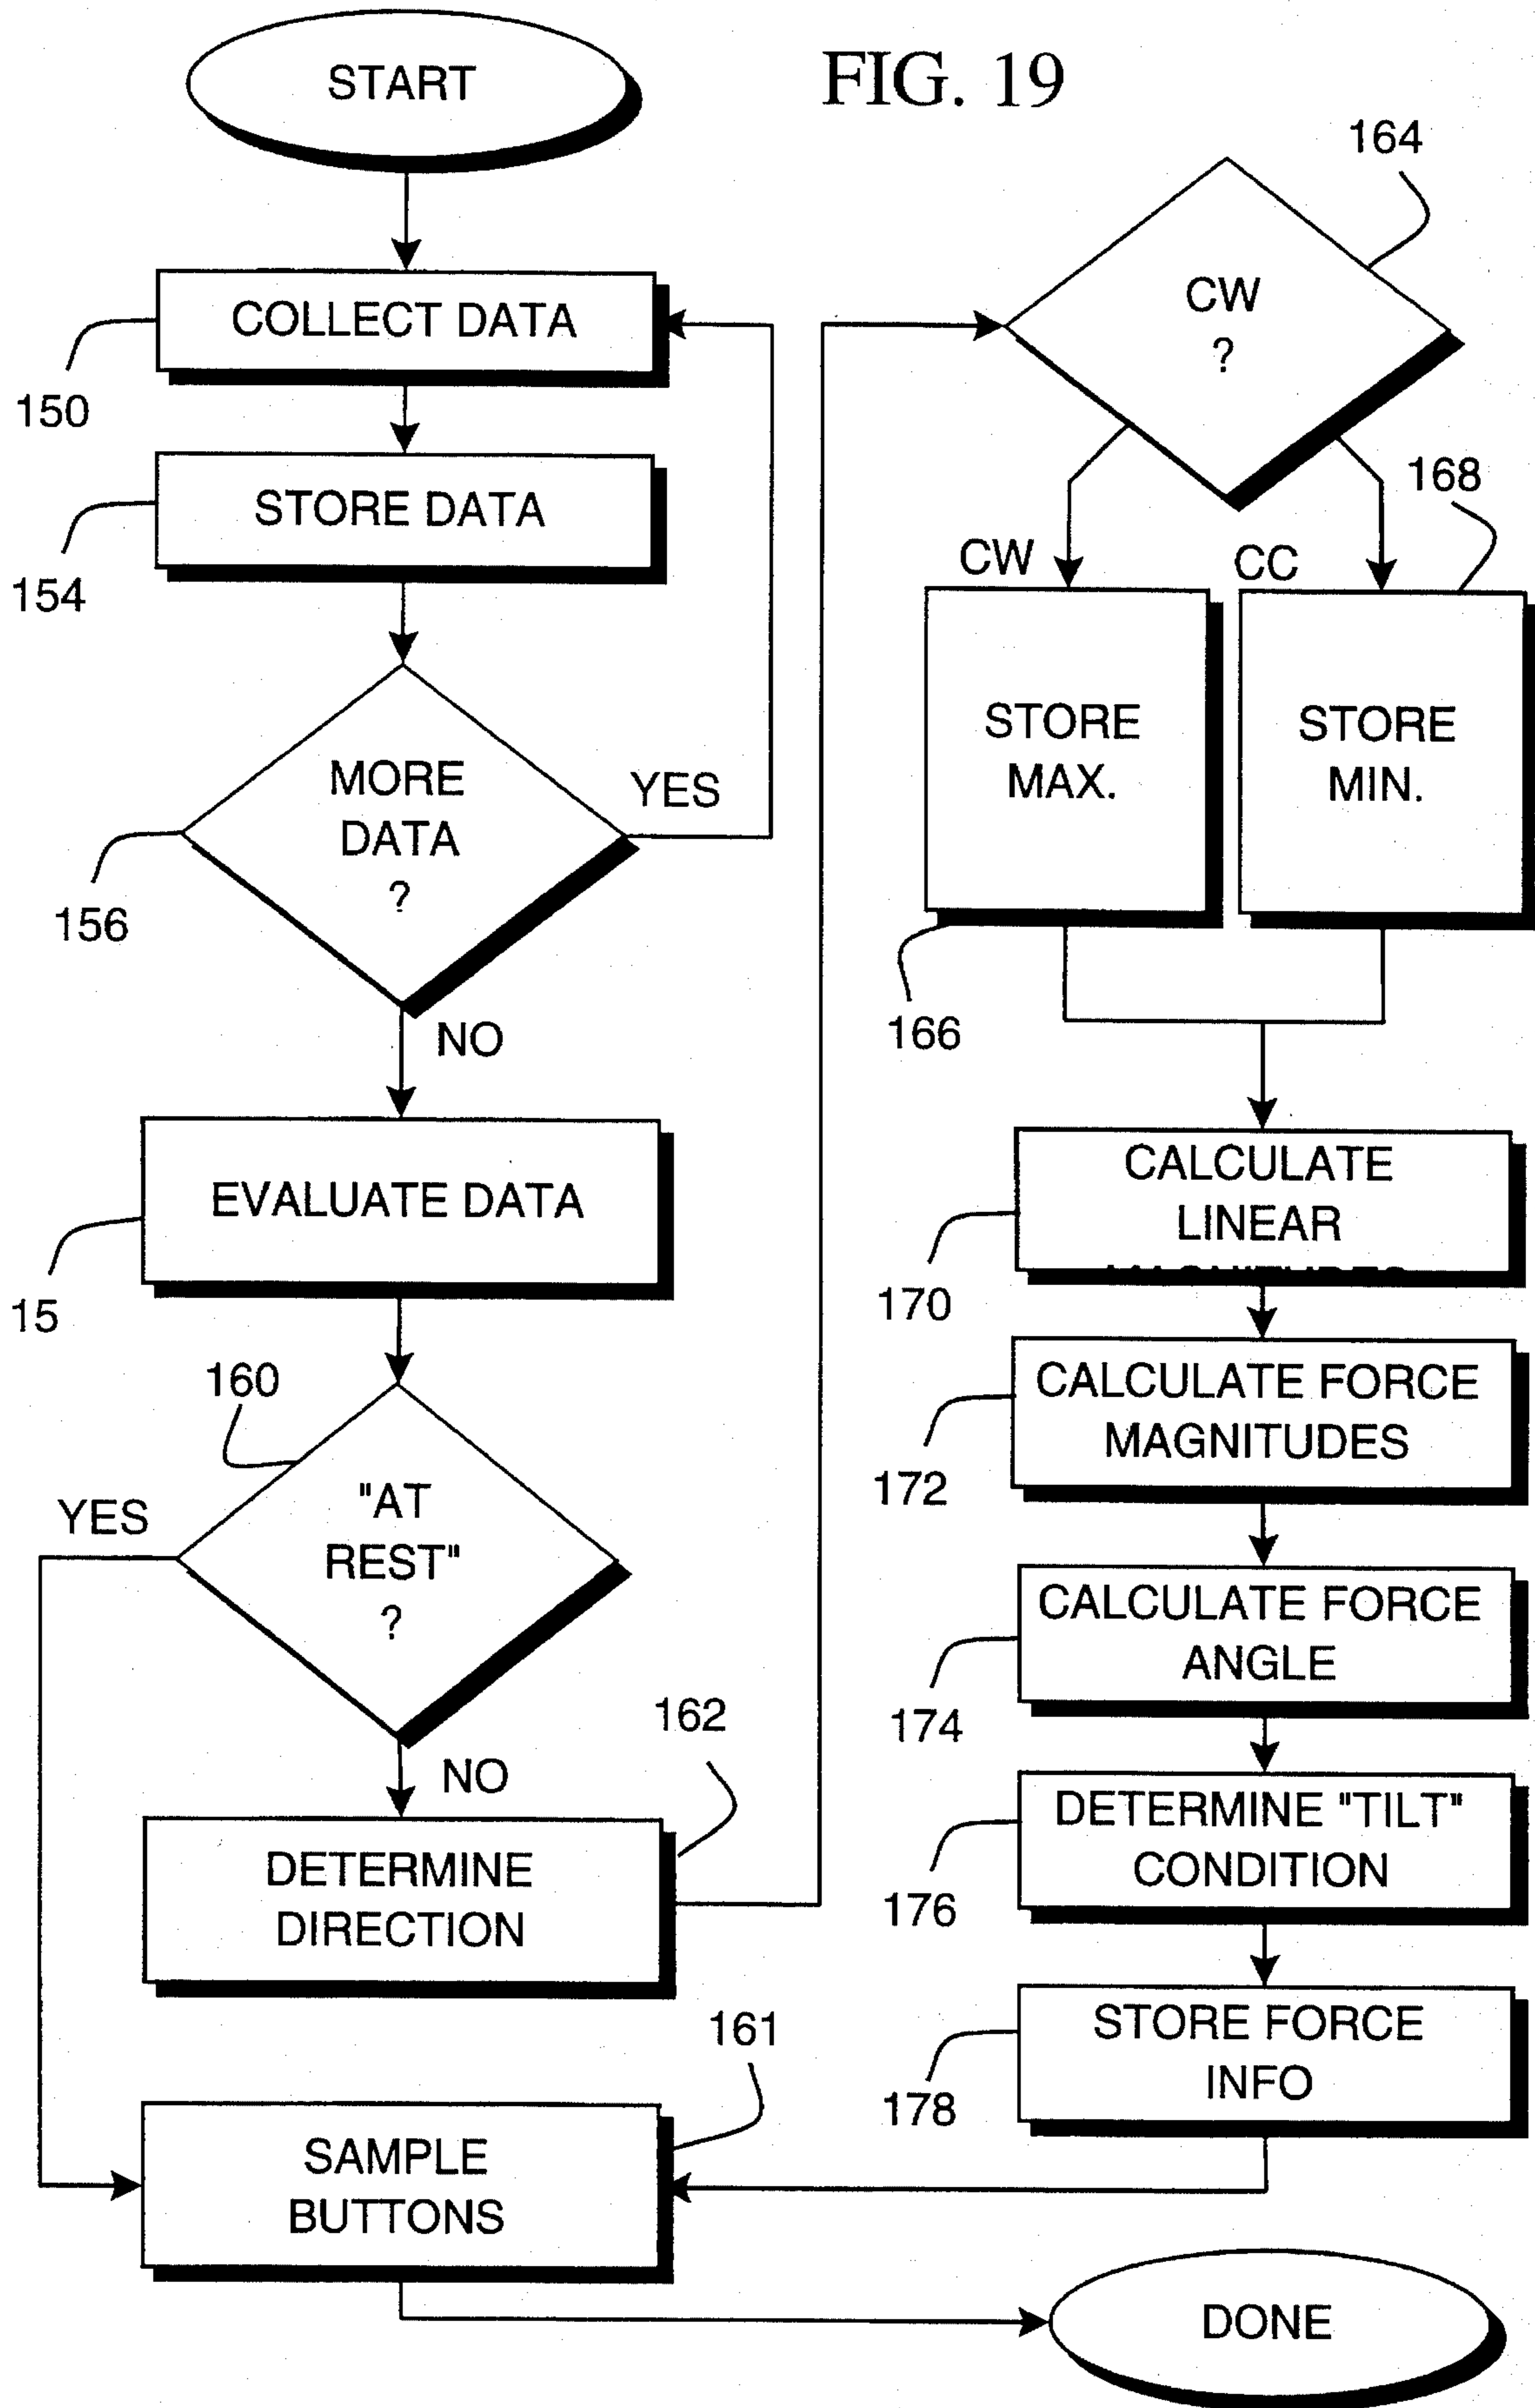 FIG. 19
START
COLLECT DATA
150
STORE DATA
154
MORE
DATA
?
YES
156
NO
EVALUATE DATA
15
160
"AT
REST"
?
YES
NO
162
DETERMINE
DIRECTION
161
SAMPLE
BUTTONS
164
CW
?
CW
CC
168
STORE
MAX.
STORE
MIN.
166
CALCULATE
LINEAR
170
CALCULATE FORCE
MAGNITUDES
172
CALCULATE FORCE
ANGLE
174
DETERMINE "TILT"
CONDITION
176
STORE FORCE
INFO
178
DONE